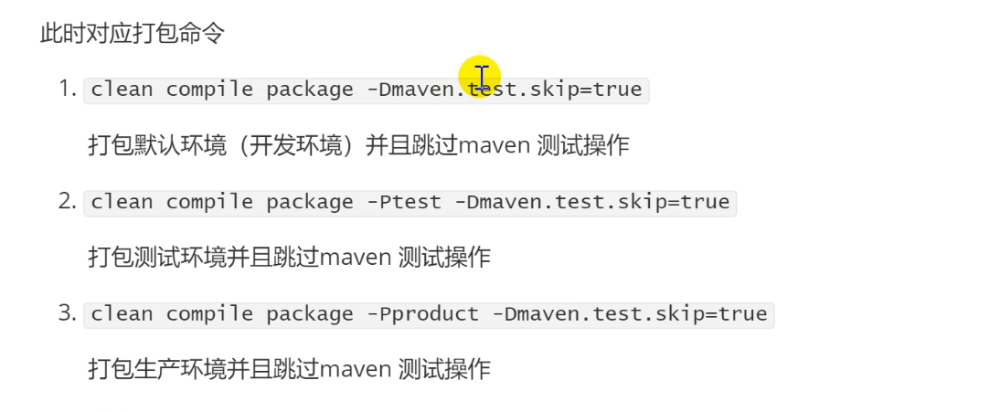 此时对应打包命令
1. clean compile package -Dmaven.test.skip=true
打包默认环境（开发环境）并且跳过maven 测试操作
2. clean compile package -Ptest -Dmaven.test.skip=true
打包测试环境并且跳过maven 测试操作
3. clean compile package -Pproduct -Dmaven.test.skip=true
打包生产环境并且跳过maven 测试操作